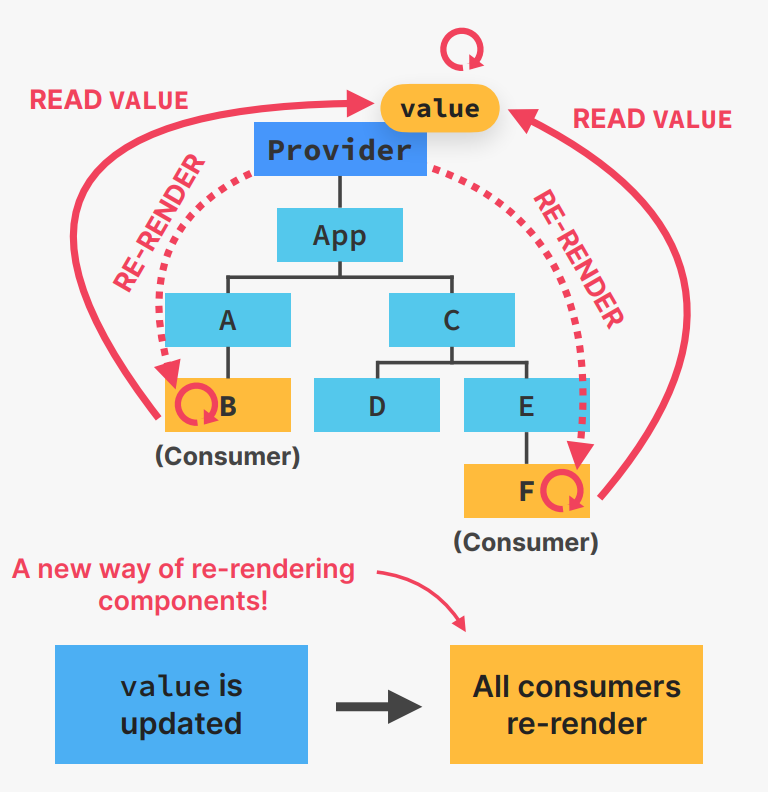 READ VALUE
value
READ VALUE
Provider
RE-RENDER
RE-RENDER
App
A
C
B
D
E
(Consumer)
F
(Consumer)
A new way of re-rendering
components!
value is
updated
All consumers
re-render